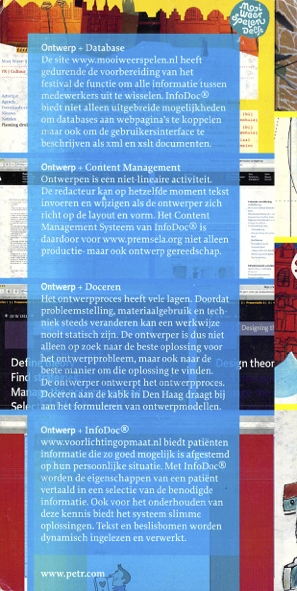 Mooi
weer
spelen
Delft
Ontwerp + Database
De site www.mooiweerspelen.nl heeft
gedurende de voorbereiding van het
festival de functie om alle informatie tussen
medewerkers uit te wisselen. InfoDoc®
biedt niet alleen uitgebreide mogelijkheden
om databases aan webpagina's te koppelen
maar ook om de gebruikersinterface te
beschrijven als xml en xslt documenten.
Ontwerp + Content Management
Ontwerpen is een niet-lineaire activiteit.
De redacteur kan op hetzelfde moment tekst
invoeren en wijzigen als de ontwerper zich
richt op de layout en vorm. Het Content
Management Systeem van InfoDoc® is
daardoor voor www.premsela.org niet alleen
productie- maar ook ontwerp gereedschap.
Ontwerp + Doceren
Het ontwerpproces heeft vele lagen. Doordat
probleemstelling, materiaalgebruik en tech-
niek steeds veranderen kan een werkwijze
nooit statisch zijn. De ontwerper is dus niet
alleen op zoek naar de beste oplossing voor
het ontwerpprobleem, maar ook naar de
beste manier om die oplossing te vinden.
De ontwerper ontwerpt het ontwerpproces.
Doceren aan de kabk in Den Haag draagt bij
aan het formuleren van ontwerpmodellen.
Designing th
Design theor
Find
Ontwerp + InfoDoc®
www.voorlichtingopmaat.nl biedt patiënten
informatie die zo goed mogelijk is afgestemd
op hun persoonlijke situatie. Met InfoDoc®
worden de eigenschappen van een patiënt
vertaald in een selectie van de benodigde
informatie. Ook voor het onderhouden van
deze kennis biedt het systeem slimme
oplossingen. Tekst en beslisbomen worden
dynamisch ingelezen en verwerkt.
www.petr.com